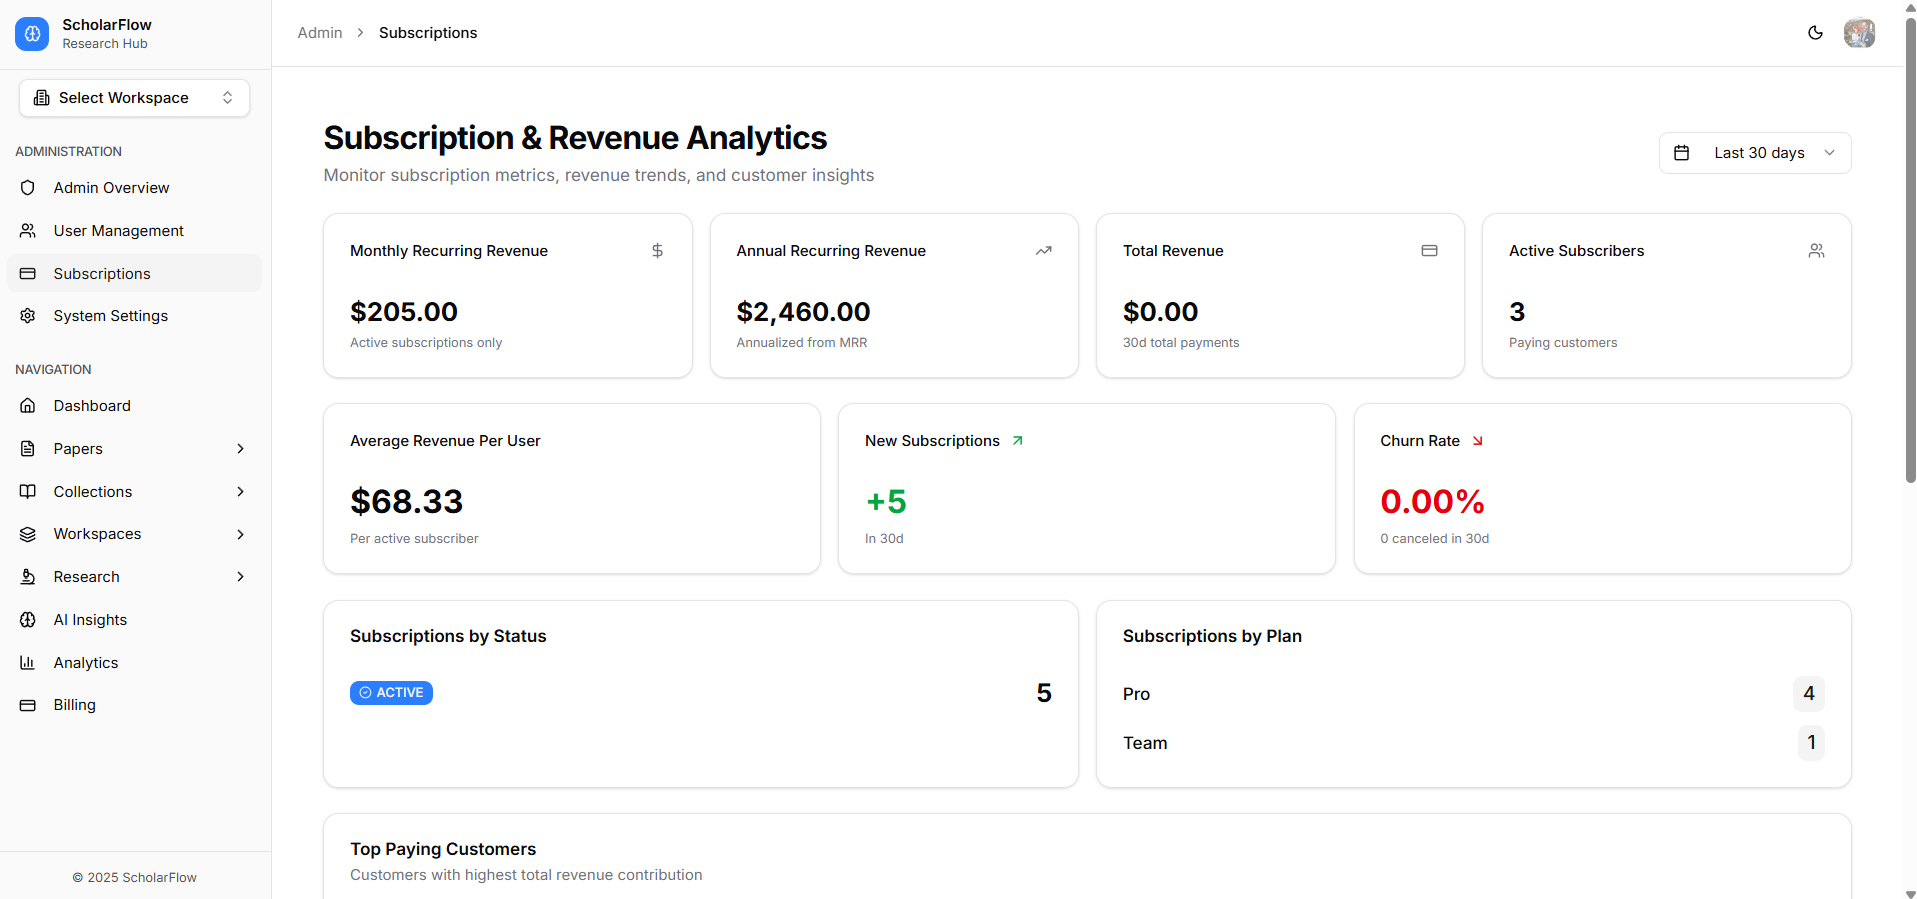 ScholarFlow
Research Hub
Select Workspace
ADMINISTRATION
Admin Overview
User Management
Subscriptions
System Settings
NAVIGATION
Dashboard
Papers
Collections
Workspaces
Research
AI Insights
Analytics
Billing
© 2025 ScholarFlow
Admin > Subscriptions
Subscription & Revenue Analytics
Monitor subscription metrics, revenue trends, and customer insights
Last 30 days
Monthly Recurring Revenue
$205.00
Active subscriptions only
Annual Recurring Revenue
$2,460.00
Annualized from MRR
Total Revenue
$0.00
30d total payments
Active Subscribers
3
Paying customers
Average Revenue Per User
$68.33
Per active subscriber
New Subscriptions
+5
In 30d
Churn Rate
0.00%
0 canceled in 30d
Subscriptions by Status
ACTIVE 5
Subscriptions by Plan
Pro 4
Team 1
Top Paying Customers
Customers with highest total revenue contribution